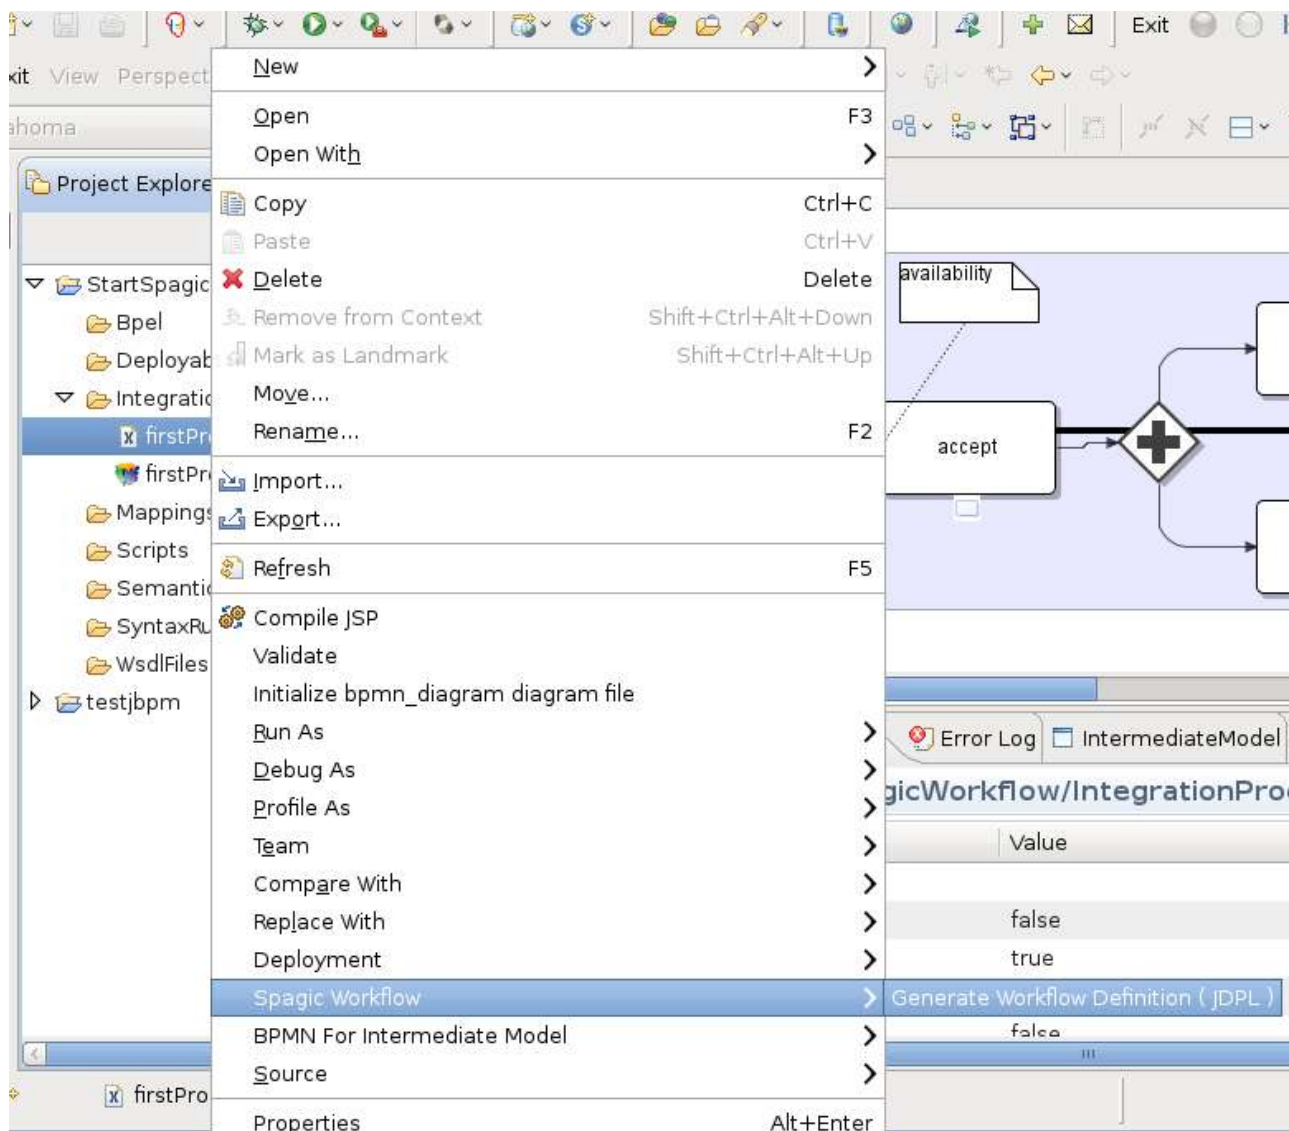 Exit
xit View Perspect
ahoma
Project Explore
StartSpagic
Bpel
Deployab
Integratio
firstPr
firstPr
Mappings
Scripts
Semantic
SyntaxRu
WsdlFiles
testjbpm
firstPro
New
Open F3
Open With
Copy Ctrl+C
Paste Ctrl+V
Delete Delete
Remove from Context Shift+Ctrl+Alt+Down
Mark as Landmark Shift+Ctrl+Alt+Up
Move...
Rename... F2
Import...
Export...
Refresh F5
Compile JSP
Validate
Initialize bpmn_diagram diagram file
Run As
Debug As
Profile As
Team
Compare With
Replace With
Deployment
Spagic Workflow
Generate Workflow Definition ( JDPL )
BPMN For Intermediate Model
Source
Properties Alt+Enter
availability
accept
Error Log IntermediateModel
gicWorkflow/IntegrationPro
Value
false
true
false